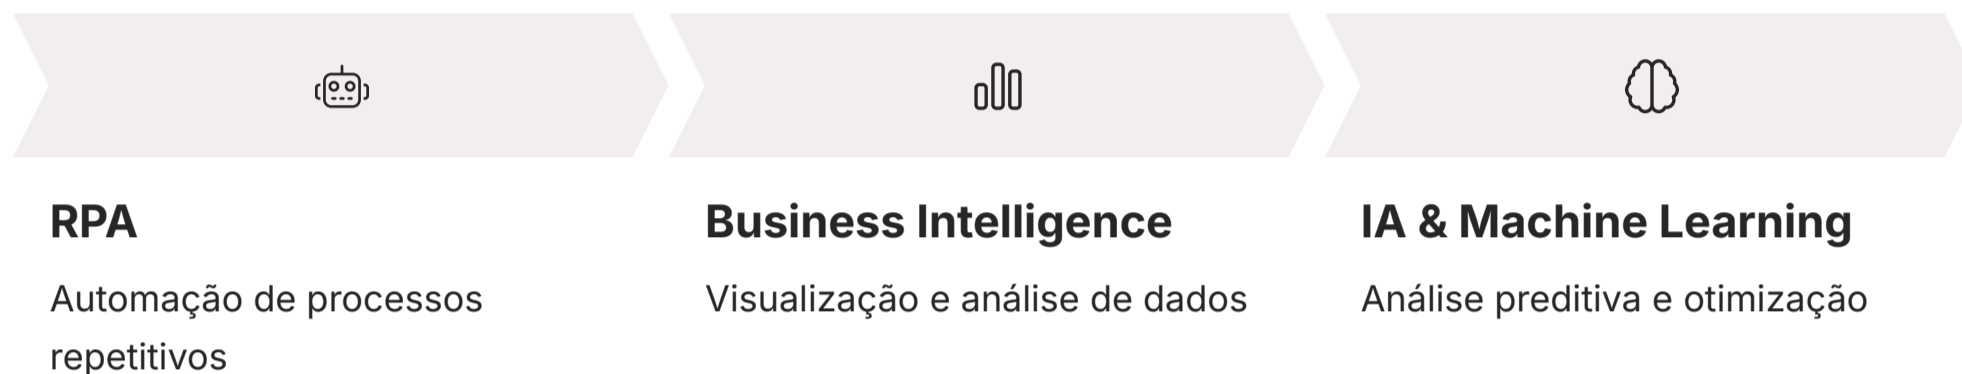 RPA
Automação de processos
repetitivos
Business Intelligence
Visualização e análise de dados
IA & Machine Learning
Análise preditiva e otimização